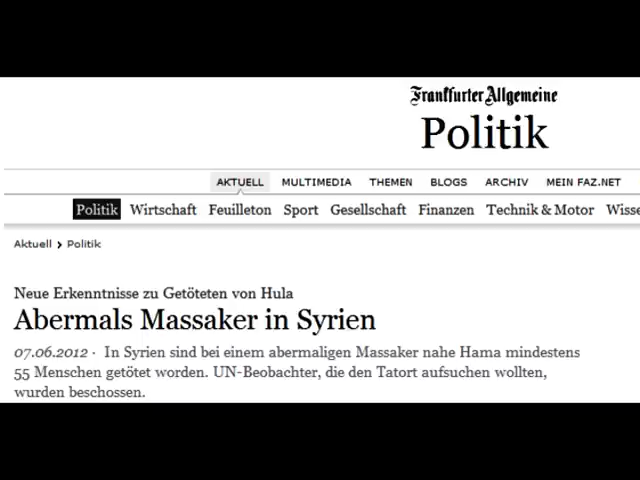 Frankfurter Allgemeine
Politik
AKTUELL MULTIMEDIA THEMEN BLOGS ARCHIV MEIN FAZ.NET
Politik Wirtschaft Feuilleton Sport Gesellschaft Finanzen Technik & Motor Wisse
Aktuell › Politik
Neue Erkenntnisse zu Getöteten von Hula
Abermals Massaker in Syrien
07.06.2012 · In Syrien sind bei einem abermaligen Massaker nahe Hama mindestens
55 Menschen getötet worden. UN-Beobachter, die den Tatort aufsuchen wollten,
wurden beschossen.